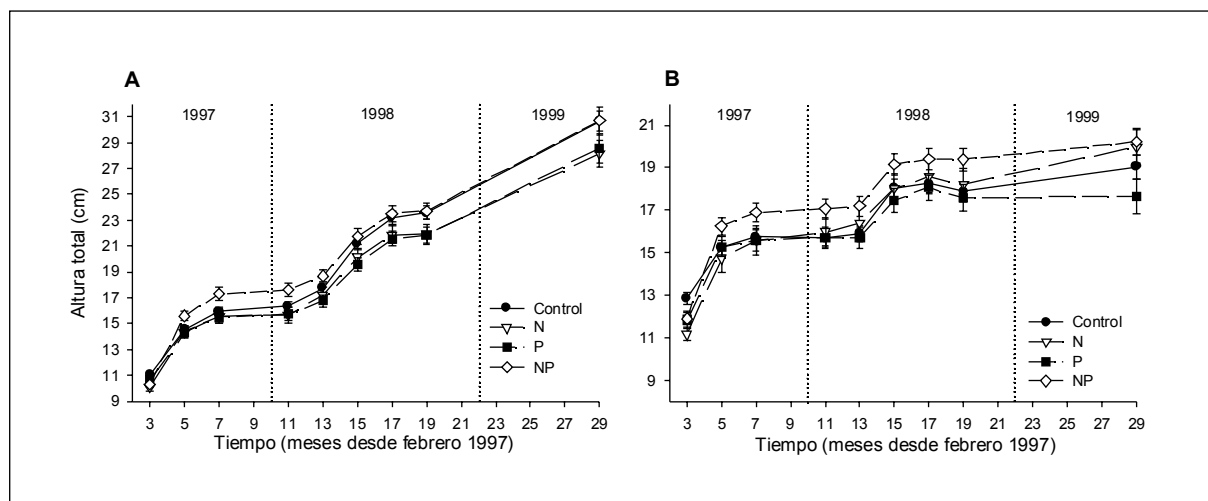 A
1997
1998
1999
31
29
27
25
23
21
19
17
15
13
11
9
Altura total (cm)
Control
N
P
NP
3 5 7 9 11 13 15 17 19 21 23 25 27 29
Tiempo (meses desde febrero 1997)
B
1997
1998
1999
21
19
17
15
13
11
9
Control
N
P
NP
3 5 7 9 11 13 15 17 19 21 23 25 27 29
Tiempo (meses desde febrero 1997)